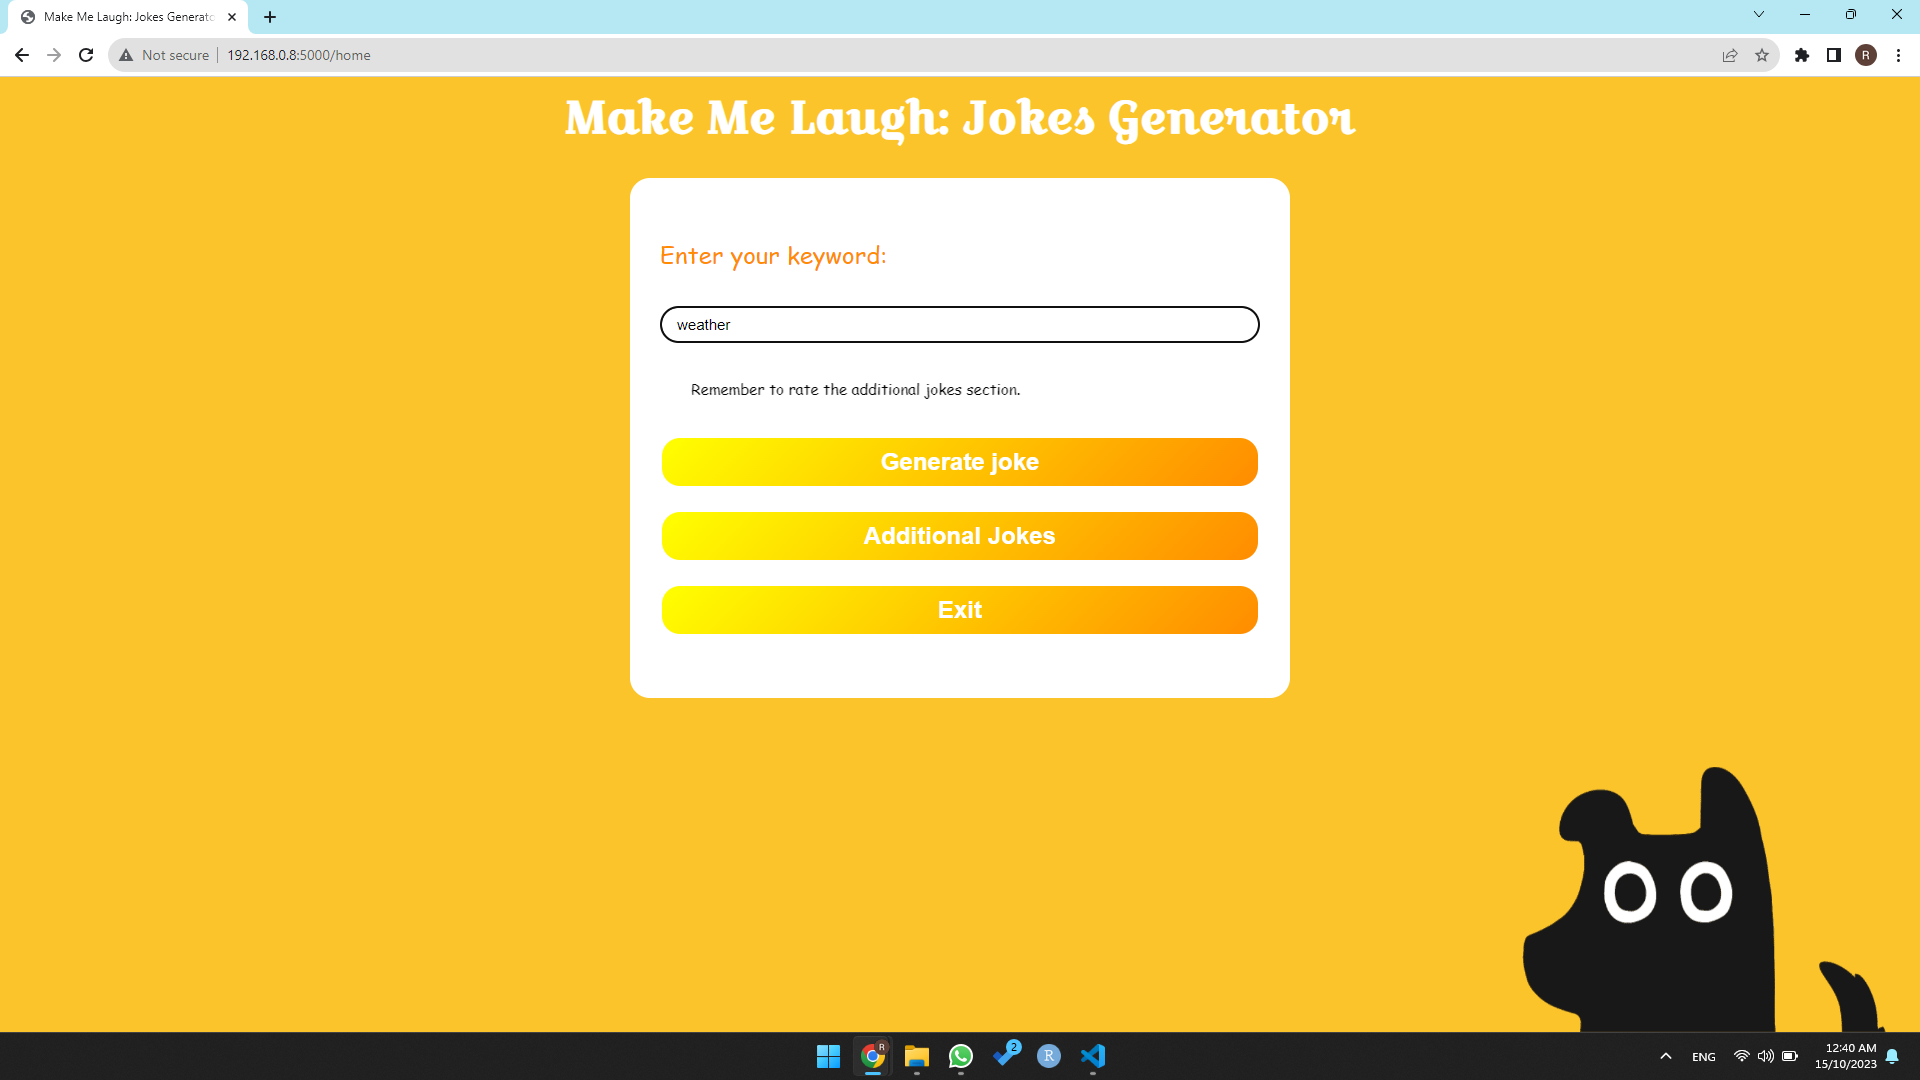 Make Me Laugh: Jokes Generato
Not secure
192.168.0.8:5000/home
R
Make Me Laugh: Jokes Generator
Enter your keyword:
weather
Remember to rate the additional jokes section.
Generate joke
Additional Jokes
Exit
R
2
R
ENG
12:40 AM
15/10/2023